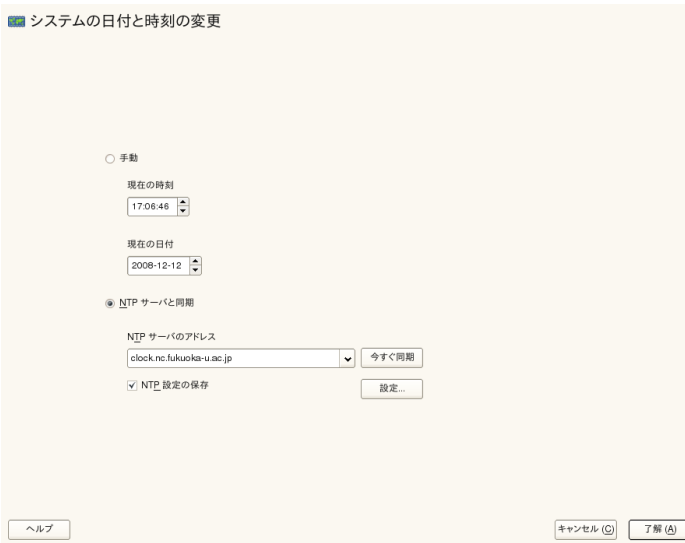 システムの日付と時刻の変更
手動
現在の時刻
17:06:46
現在の日付
2008-12-12
NTP サーバと同期
NTP サーバのアドレス
clock.nc.fukuoka-u.ac.jp
今すぐ同期
NTP 設定の保存
設定...
ヘルプ
キャンセル (C)
了解 (A)